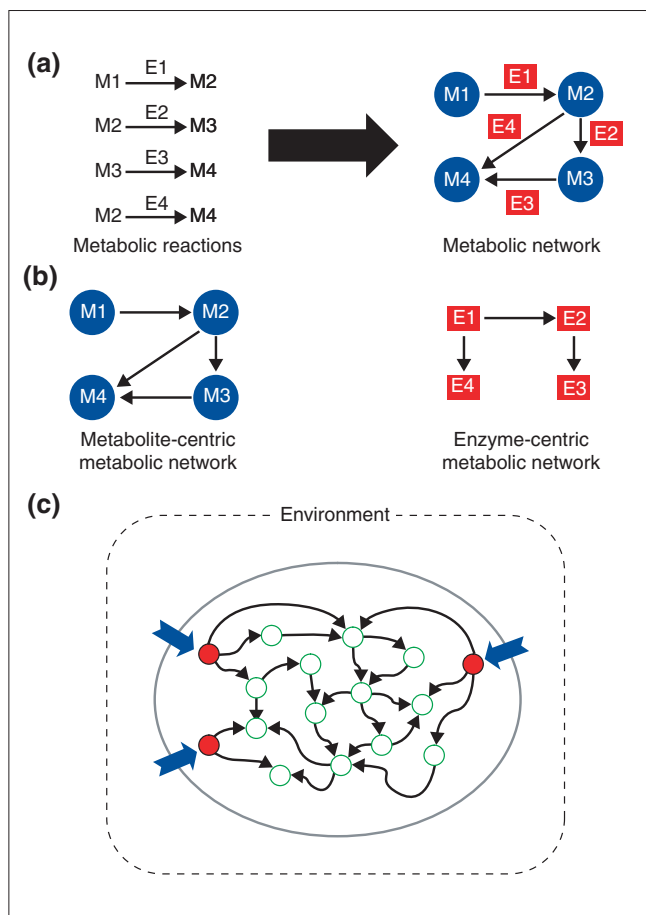 (a)
E1
M1 M2
E2
M2 M3
E3
M3 M4
E4
M2 M4
Metabolic reactions
E1
M1 M2
E4 E2
M4 M3
E3
Metabolic network
(b)
M1 M2
M4 M3
Metabolite-centric
metabolic network
E1 E2
E4 E3
Enzyme-centric
metabolic network
(c)
Environment